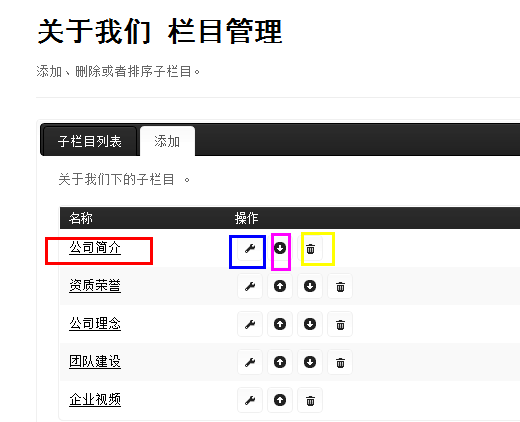 关于我们 栏目管理
添加、删除或者排序子栏目。
子栏目列表 添加
关于我们下的子栏目 。
名称 操作
公司简介
资质荣誉
公司理念
团队建设
企业视频